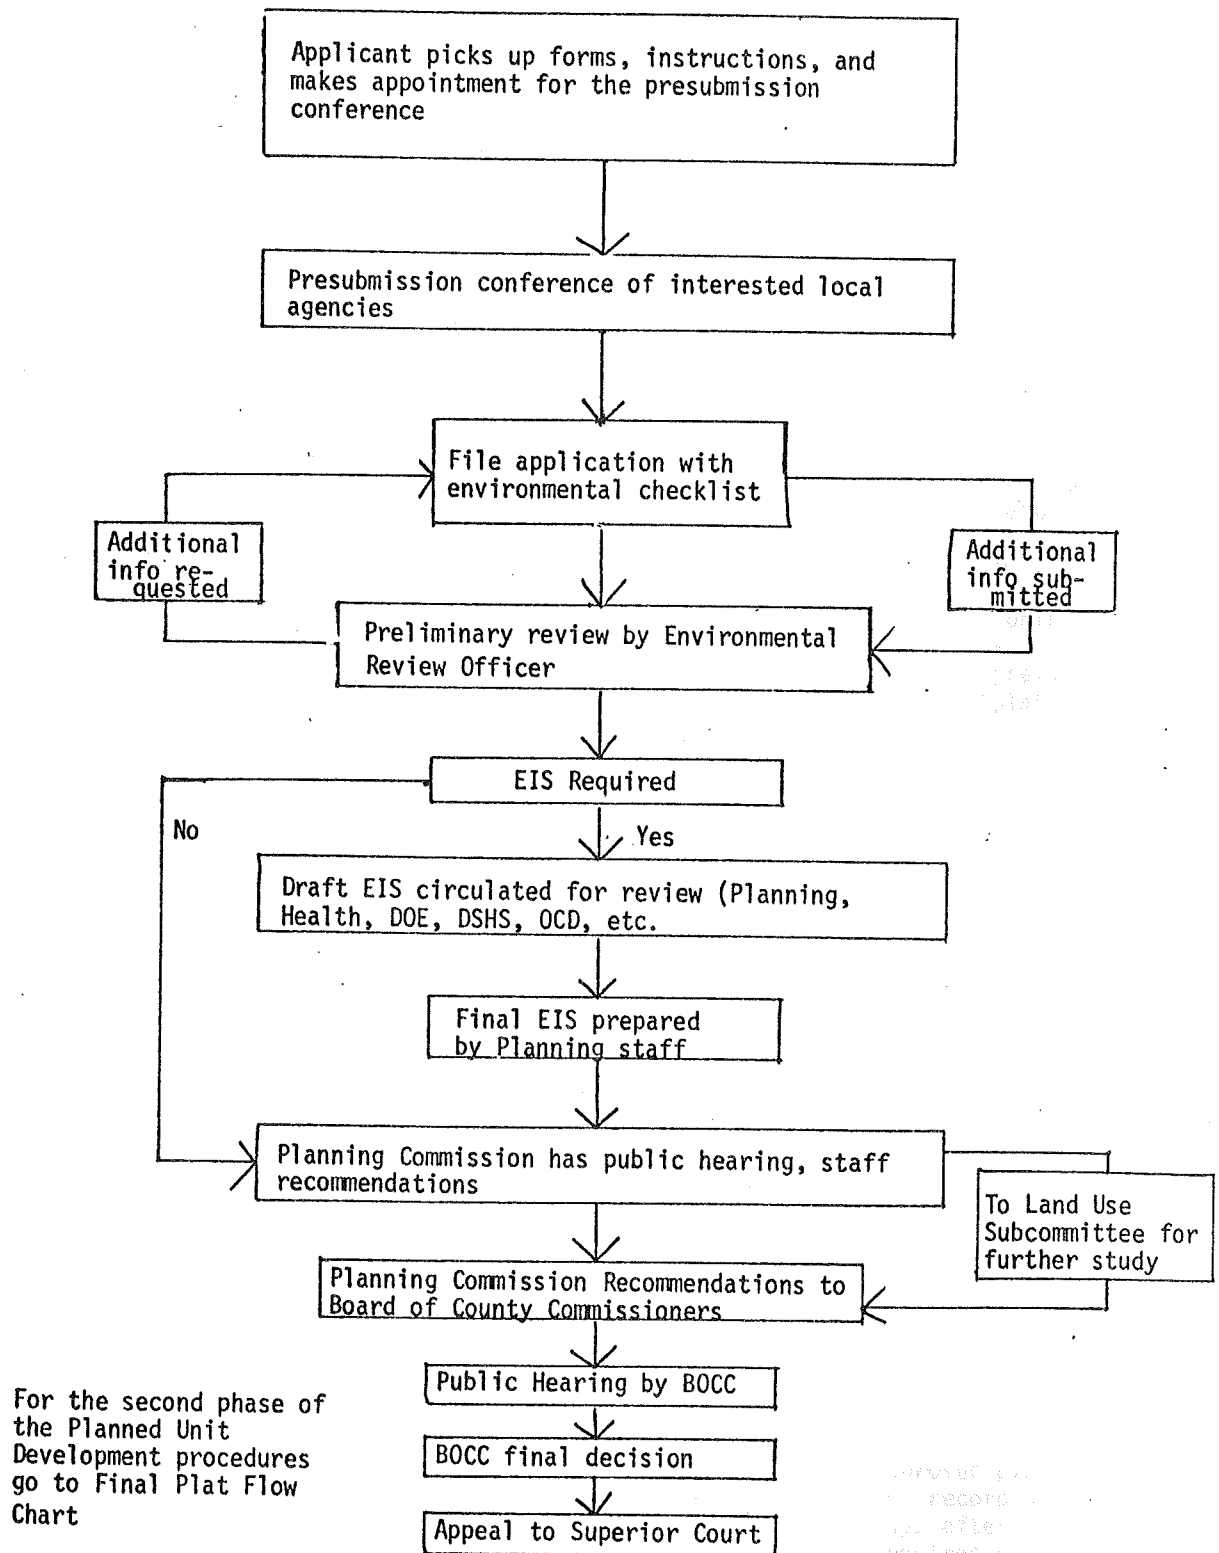 Applicant picks up forms, instructions, and
makes appointment for the presubmission
conference
Presubmission conference of interested local
agencies
File application with
environmental checklist
Additional
info re-
quested
Additional
info sub-
mitted
Preliminary review by Environmental
Review Officer
EIS Required
No
Yes
Draft EIS circulated for review (Planning,
Health, DOE, DSHS, OCD, etc.
Final EIS prepared
by Planning staff
Planning Commission has public hearing, staff
recommendations
To Land Use
Subcommittee for
further study
Planning Commission Recommendations to
Board of County Commissioners
Public Hearing by BOCC
BOCC final decision
Appeal to Superior Court
For the second phase of
the Planned Unit
Development procedures
go to Final Plat Flow
Chart